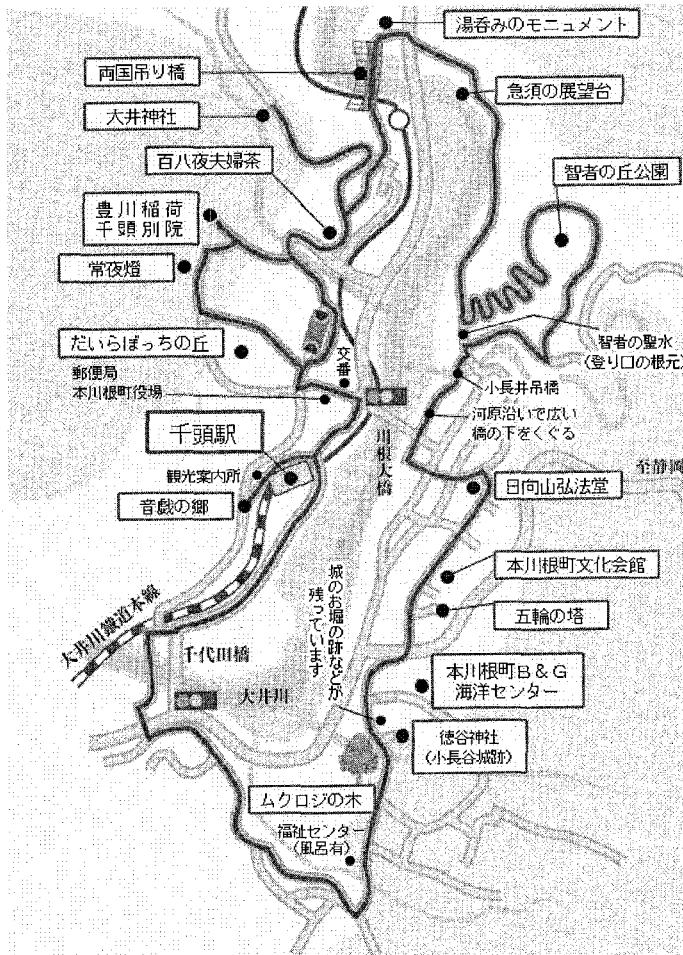 湯呑みのモニュメント
両国吊り橋
急須の展望台
大井神社
百八夜夫婦茶
智者の丘公園
豊川稲荷
千頭別院
常夜燈
だいらぼっちの丘
智者の聖水
(登り口の根元)
交番
郵便局
本川根町役場
小長井吊橋
河原沿いで広い
橋の下をくぐる
千頭駅
川根大橋
至静岡
観光案内所
日向山弘法堂
音戯の郷
本川根町文化会館
城のお堀の跡などが
残っています
五輪の塔
大井川鐵道本線
千代田橋
大井川
本川根町B&G
海洋センター
徳谷神社
(小長谷城跡)
ムクロジの木
福祉センター
(風呂有)